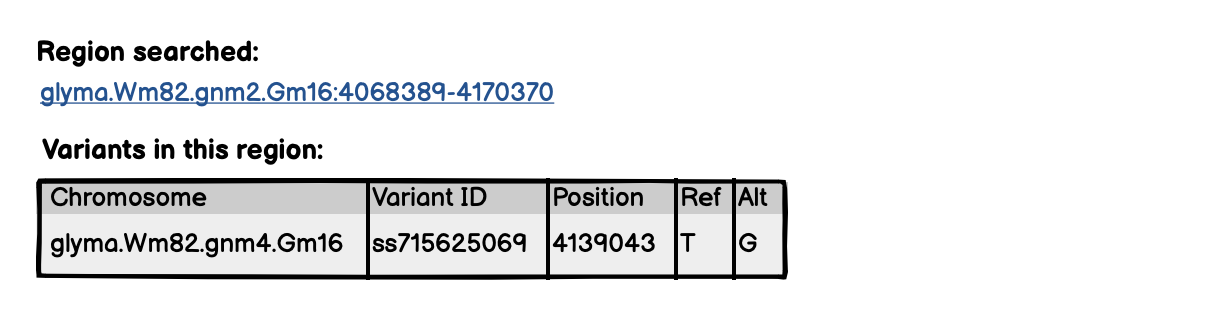 Region searched:
glyma.Wm82.gnm2.Gm16:4068389-4170370
Variants in this region:
Chromosome Variant ID Position Ref Alt
glyma.Wm82.gnm4.Gm16 ss715625069 4139043 T G